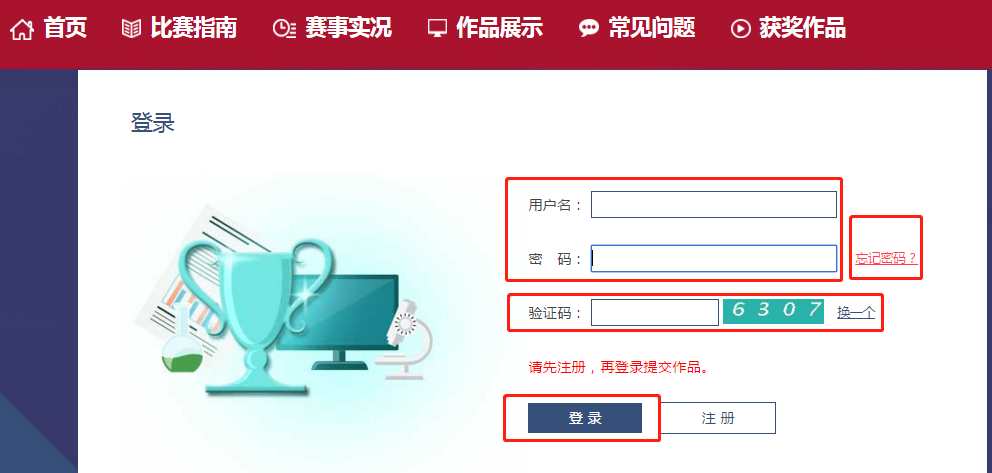 首页 比赛指南 赛事实况 作品展示 常见问题 获奖作品
登录
用户名：
密 码： 忘记密码？
验证码： 6307 换一个
请先注册，再登录提交作品。
登 录 注 册